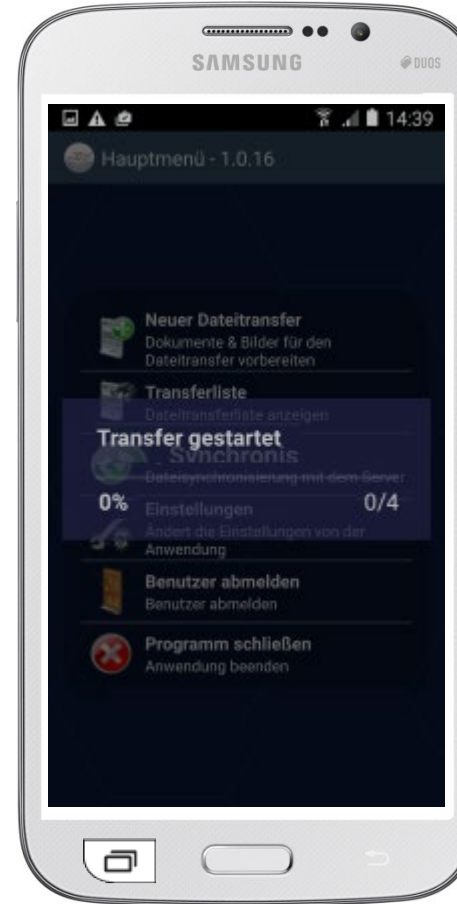 SAMSUNG
DUOS
14:39
Hauptmenü - 1.0.16
Neuer Dateitransfer
Dokumente & Bilder für den
Dateitransfer vorbereiten
Transferliste
Dateitransferliste anzeigen
Transfer gestartet
Synchronis
Dateisynchronisierung mit dem Server
0% 0/4
Einstellungen
Ändert die Einstellungen von der
Anwendung
Benutzer abmelden
Benutzer abmelden
Programm schließen
Anwendung beenden